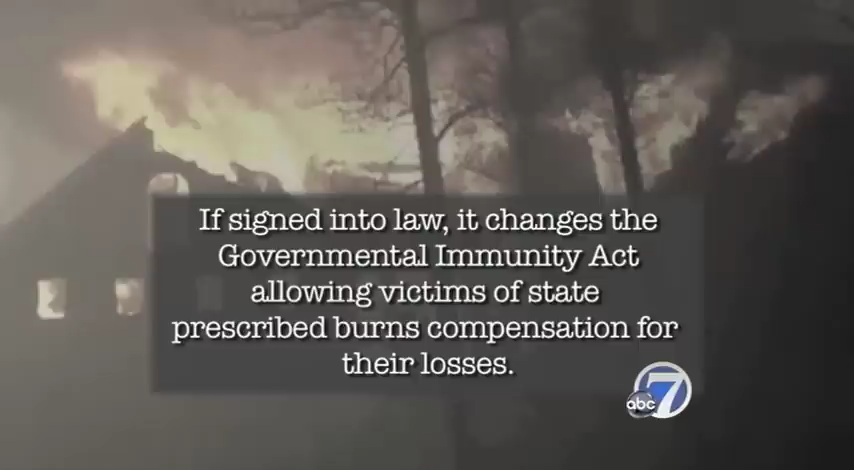 If signed into law, it changes the
Governmental Immunity Act
allowing victims of state
prescribed burns compensation for
their losses.
abc 7